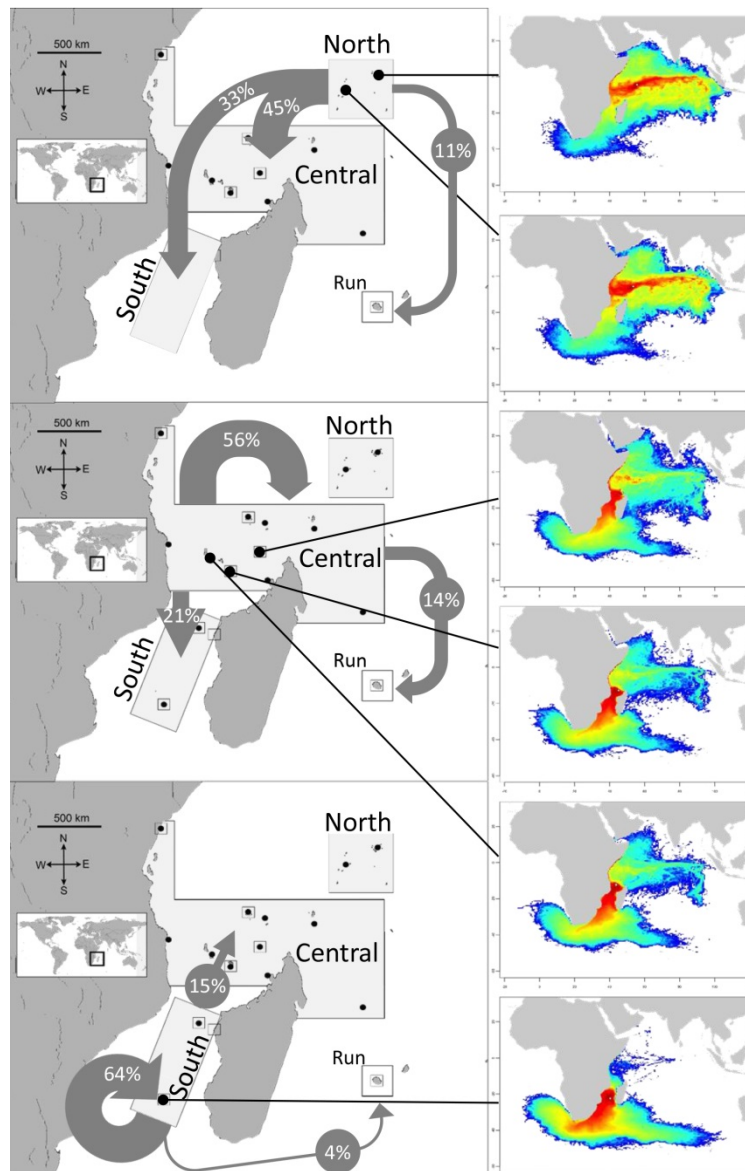 500 km
N
W E
S
North
33%
45%
11%
Central
South
Run
500 km
N
W E
S
North
56%
Central
14%
21%
South
Run
500 km
N
W E
S
North
Central
15%
South
64%
Run
4%